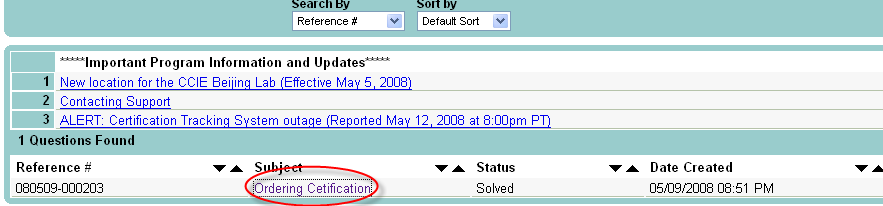 Search By Sort by
Reference # Default Sort
*****Important Program Information and Updates*****
1 New location for the CCIE Beijing Lab (Effective May 5, 2008)
2 Contacting Support
3 ALERT: Certification Tracking System outage (Reported May 12, 2008 at 8:00pm PT)
1 Questions Found
Reference # Subject Status Date Created
080509-000203 Ordering Cetification Solved 05/09/2008 08:51 PM